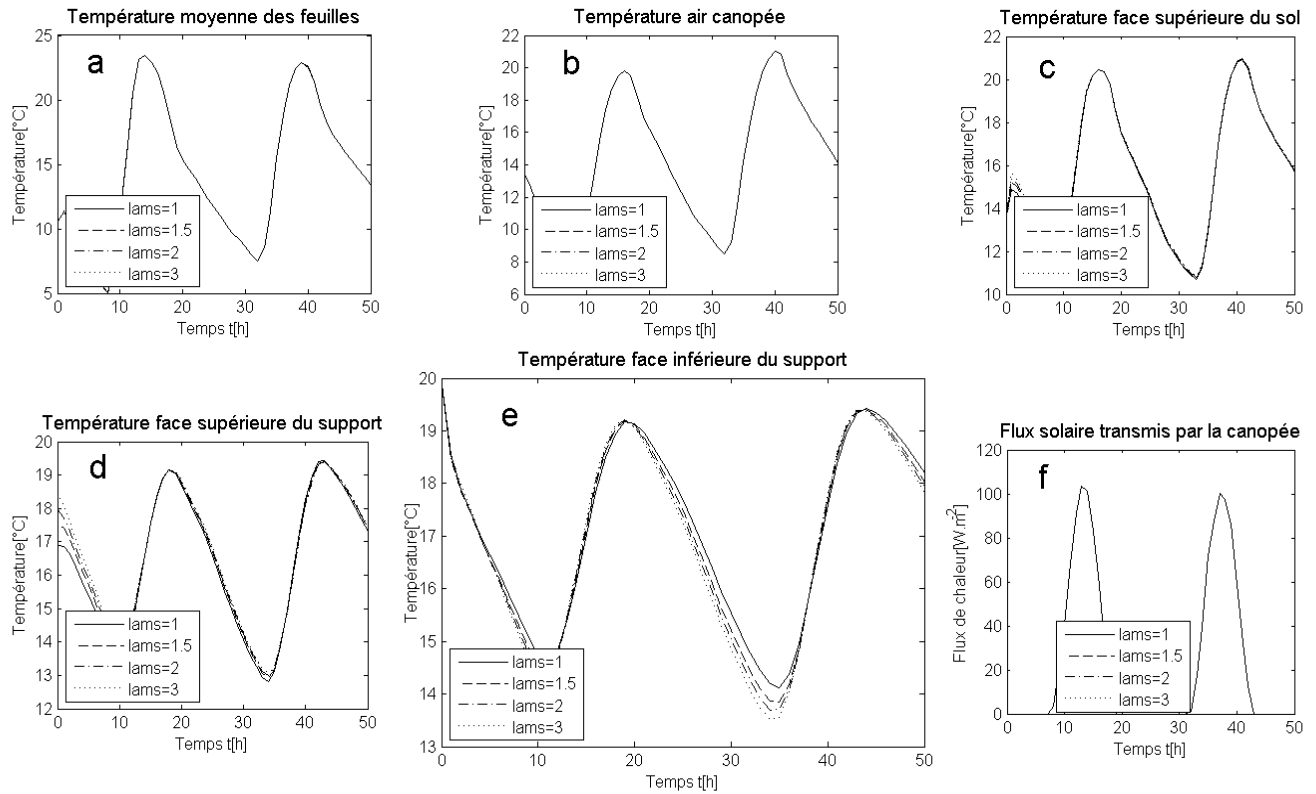 Température moyenne des feuilles
a
Température[°C]
25
20
15
10
5
lams=1
lams=1.5
lams=2
lams=3
0 10 20 30 40 50
Temps t[h]
Température air canopée
b
Température[°C]
22
20
18
16
14
12
10
8
6
lams=1
lams=1.5
lams=2
lams=3
0 10 20 30 40 50
Temps t[h]
Température face supérieure du sol
c
Température[°C]
22
20
18
16
14
12
10
lams=1
lams=1.5
lams=2
lams=3
0 10 20 30 40 50
Temps t[h]
Température face supérieure du support
d
Température[°C]
20
19
18
17
16
15
14
13
12
lams=1
lams=1.5
lams=2
lams=3
0 10 20 30 40 50
Temps t[h]
Température face inférieure du support
e
Température[°C]
20
19
18
17
16
15
14
13
lams=1
lams=1.5
lams=2
lams=3
0 10 20 30 40 50
Temps t[h]
Flux solaire transmis par la canopée
f
Flux de chaleur[W.m²]
120
100
80
60
40
20
0
lams=1
lams=1.5
lams=2
lams=3
0 10 20 30 40 50
Temps t[h]